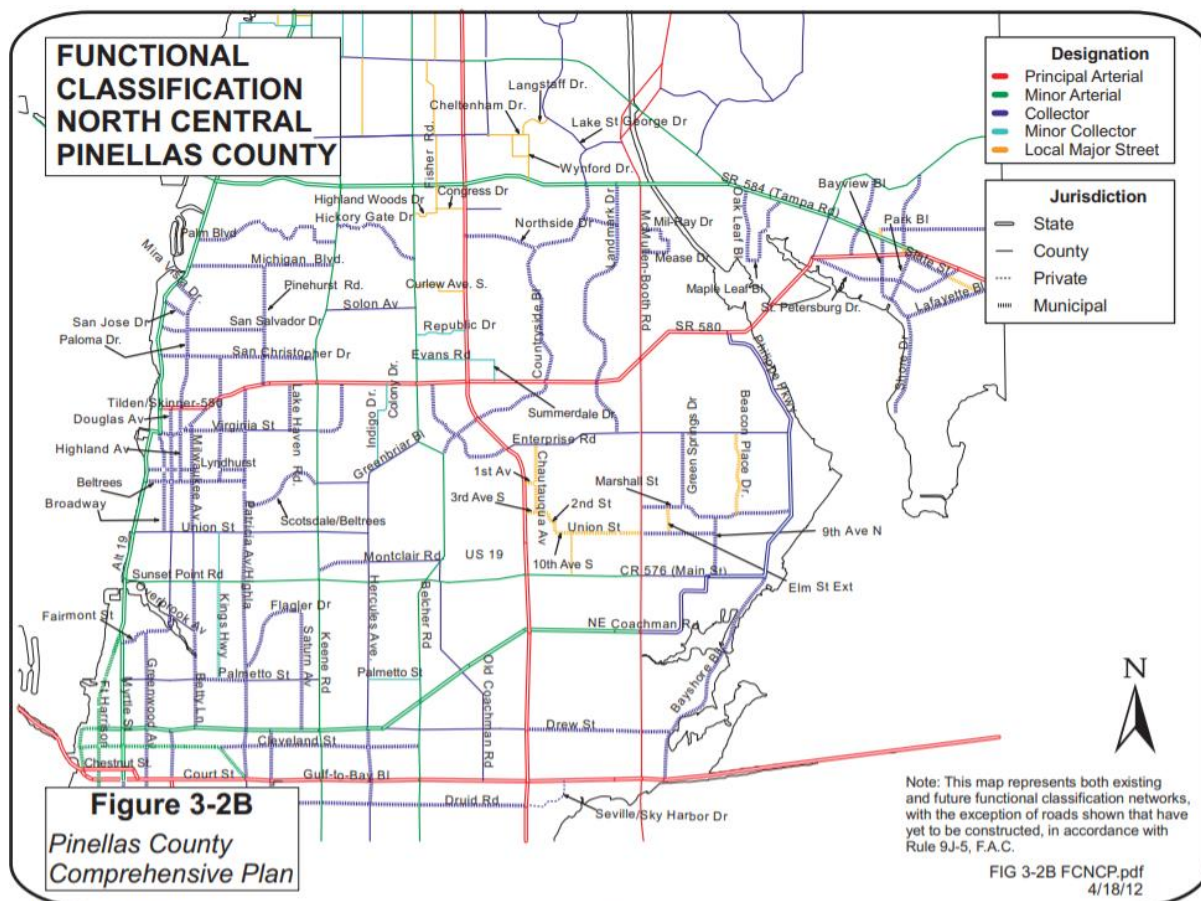 FUNCTIONAL
CLASSIFICATION
NORTH CENTRAL
PINELLAS COUNTY
Designation
Principal Arterial
Minor Arterial
Collector
Minor Collector
Local Major Street
Jurisdiction
State
County
Private
Municipal
Langstaff Dr.
Cheltenham Dr.
Lake St George Dr
Fisher Rd.
Wynford Dr.
SR 584 (Tampa Rd)
Bayview Bl
Highland Woods Dr
Congress Dr
Hickory Gate Dr
Northside Dr
Landmark Dr
McMullen-Booth Rd
Mil-Ray Dr
Oak Leaf Bl
Park Bl
Palm Blvd
Mira Vista Dr.
Michigan Blvd.
Mease Dr
State St
Pinehurst Rd.
Curlew Ave. S.
Countryside Bl
Maple Leaf Bl
St. Petersburg Dr.
Lafayette Bl
Solon Av
San Jose Dr
San Salvador Dr
Republic Dr
SR 580
Paloma Dr.
San Christopher Dr
Evans Rd
Philippe Pkwy
Shore Dr
Tilden/Skinner-580
Lake Haven Rd.
Indigo Dr.
Colony Dr.
Summerdale Dr.
Douglas Av
Virginia St
Enterprise Rd
Green Springs Dr
Beacon Place Dr.
Highland Av
Milwaukee Av
Lyndhurst
Greenbriar Bl
1st Av
Chautauqua Av
Marshall St
Beltrees
3rd Ave S
2nd St
Broadway
Scotsdale/Beltrees
Union St
Patricia Av/Highla
Union St
9th Ave N
Alt 19
Montclair Rd
US 19
10th Ave S
CR 576 (Main St)
Sunset Point Rd
Elm St Ext
Overbrook Av
Fairmont St
Kings Hwy
Flagler Dr
Hercules Ave.
Belcher Rd
NE Coachman Rd
Saturn Av
Keene Rd
Palmetto St
Palmetto St
Old Coachman Rd
Bayshore Bl
Ft Harrison
Myrtle St
Greenwood Av
Betty Ln.
Drew St
Cleveland St
Chestnut St.
Court St
Gulf-to-Bay Bl
Druid Rd
Seville/Sky Harbor Dr
N
Figure 3-2B
Pinellas County
Comprehensive Plan
Note: This map represents both existing
and future functional classification networks,
with the exception of roads shown that have
yet to be constructed, in accordance with
Rule 9J-5, F.A.C.
FIG 3-2B FCNCP.pdf
4/18/12